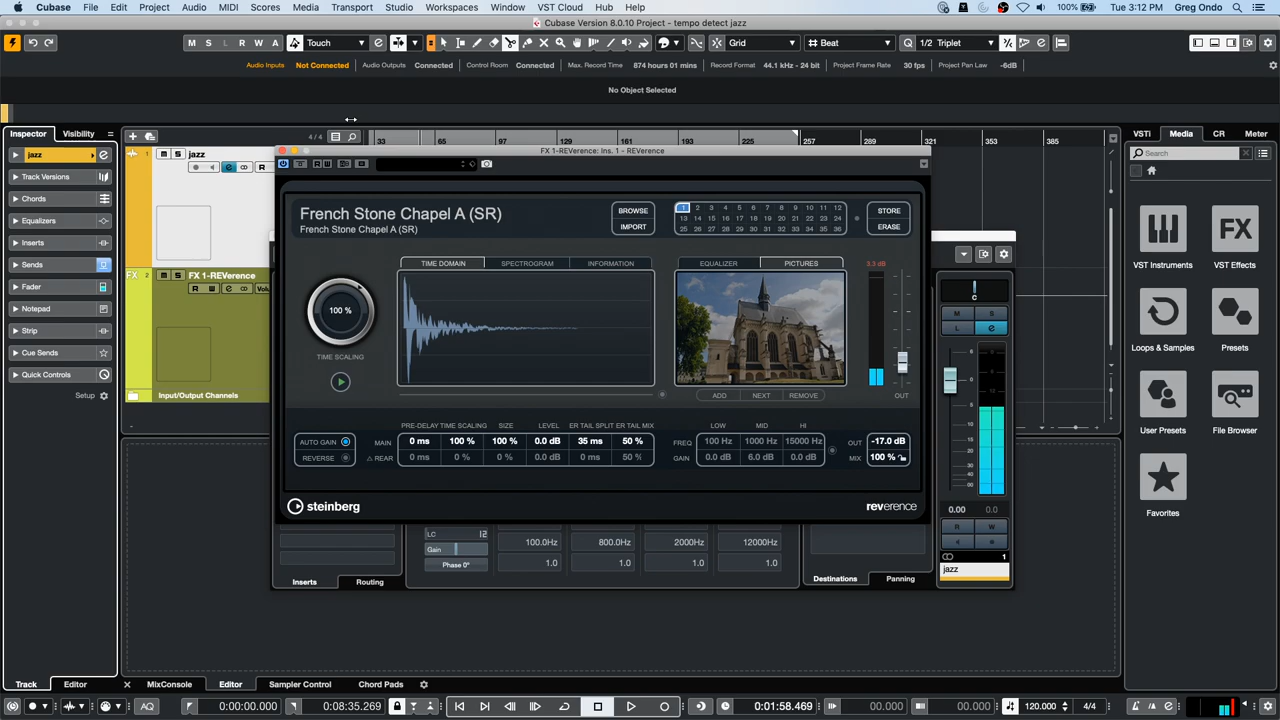 Cubase File Edit Project Audio MIDI Scores Media Transport Studio Workspaces Window VST Cloud Hub Help 100% Tue 3:12 PM Greg Ondo
Cubase Version 8.0.10 Project - tempo detect jazz
M S L R W A Touch Grid Beat Q 1/2 Triplet
Audio Inputs Not Connected Audio Outputs Connected Control Room Connected Max. Record Time 874 hours 01 mins Record Format 44.1 kHz - 24 bit Project Frame Rate 30 fps Project Pan Law -6dB
No Object Selected
Inspector Visibility 4/4 33 65 97 129 161 193 225 257 289 321 353 385 VSTi Media CR Meter
FX 1-REVerence: Ins. 1 - REVerence
jazz 1 M S jazz Search
R W
Track Versions
Chords
Equalizers
Inserts
Sends
Fader
Notepad
Strip
Cue Sends
Quick Controls
Setup
FX 2 M S FX 1-REVerence
R W
Input/Output Channels
French Stone Chapel A (SR)
French Stone Chapel A (SR)
BROWSE
IMPORT
1 2 3 4 5 6 7 8 9 10 11 12
13 14 15 16 17 18 19 20 21 22 23 24
25 26 27 28 29 30 31 32 33 34 35 36
STORE
ERASE
TIME DOMAIN SPECTROGRAM INFORMATION EQUALIZER PICTURES 3.3 dB
100 %
TIME SCALING
ADD NEXT REMOVE OUT
PRE-DELAY TIME SCALING SIZE LEVEL ER TAIL SPLIT ER TAIL MIX LOW MID HI
AUTO GAIN MAIN 0 ms 100 % 100 % 0.0 dB 35 ms 50 % FREQ 100 Hz 1000 Hz 15000 Hz OUT -17.0 dB
REVERSE △ REAR 0 ms 0 % 0 % 0.0 dB 0 ms 50 % GAIN 0.0 dB 6.0 dB 0.0 dB MIX 100 %
steinberg reverence
LC 12
Gain
Phase 0°
100.0Hz 800.0Hz 2000Hz 12000Hz
1.0 1.0 1.0 1.0
Inserts Routing Destinations Panning
C
M S
L e
0.00 0.0
R W
1
jazz
VST Instruments VST Effects
Loops & Samples Presets
User Presets File Browser
Favorites
Track Editor MixConsole Editor Sampler Control Chord Pads
AQ 0:00:00.000 0:08:35.269 0:01:58.469 00.000 00.000 120.000 4/4